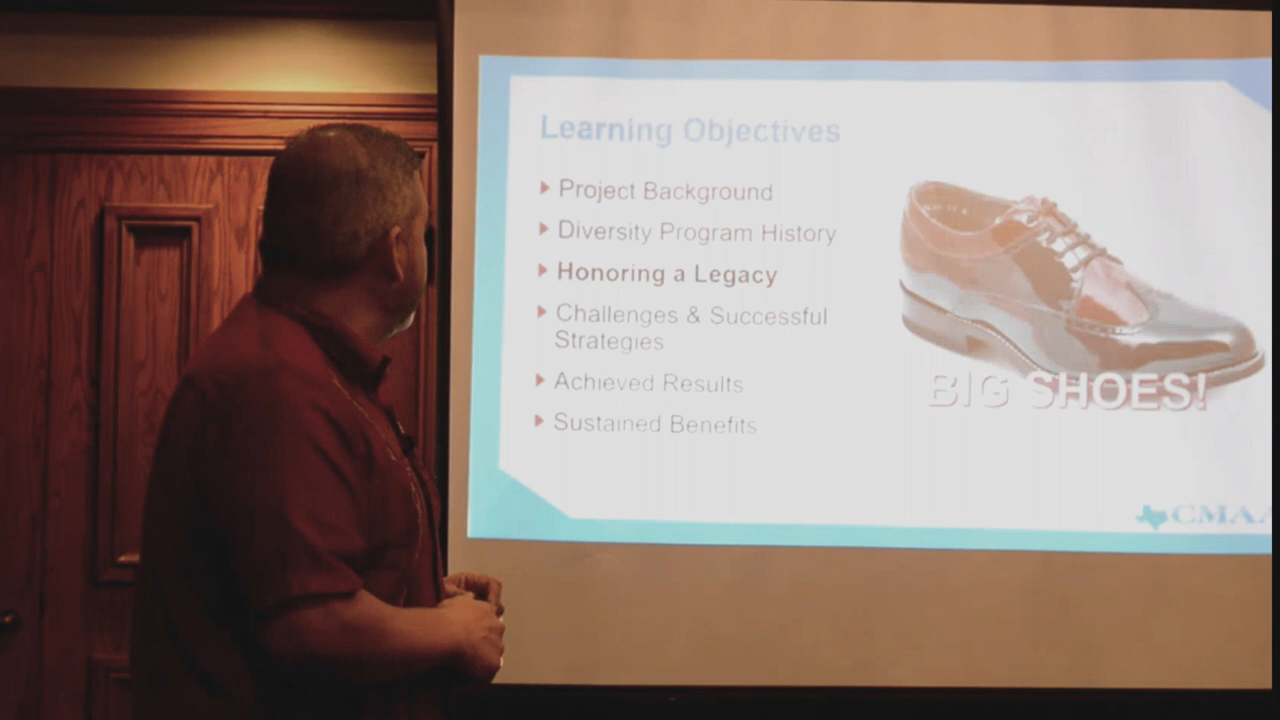 Learning Objectives
Project Background
Diversity Program History
Honoring a Legacy
Challenges & Successful
Strategies
Achieved Results
Sustained Benefits
BIG SHOES!
CMAA